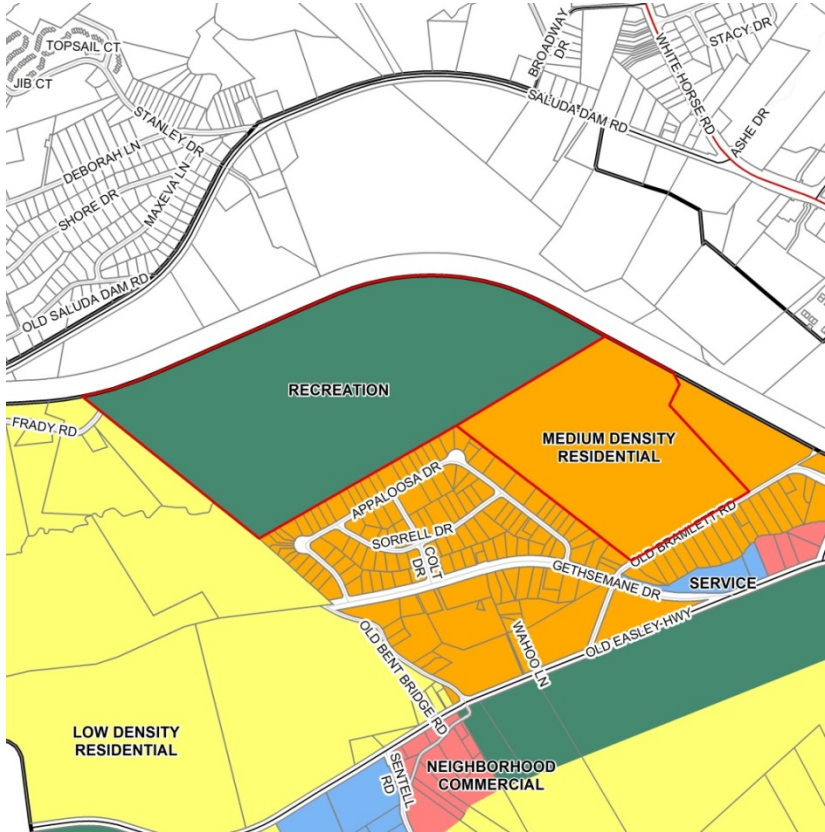 TOPSAIL CT
JIB CT
STANLEY DR
DEBORAH LN
SHORE DR
MAXEVA LN
OLD SALUDA DAM RD
BROADWAY
DR
STACY DR
WHITE HORSE RD
SALUDA DAM RD
ASHE DR
RECREATION
FRADY RD
MEDIUM DENSITY
RESIDENTIAL
APPALOOSA DR
SORRELL DR
COLT
DR
OLD BRAMLETT RD
GETHSEMANE DR
SERVICE
OLD EASLEY HWY
WAHOO LN
OLD BENT BRIDGE RD
LOW DENSITY
RESIDENTIAL
SENTELL
RD
NEIGHBORHOOD
COMMERCIAL